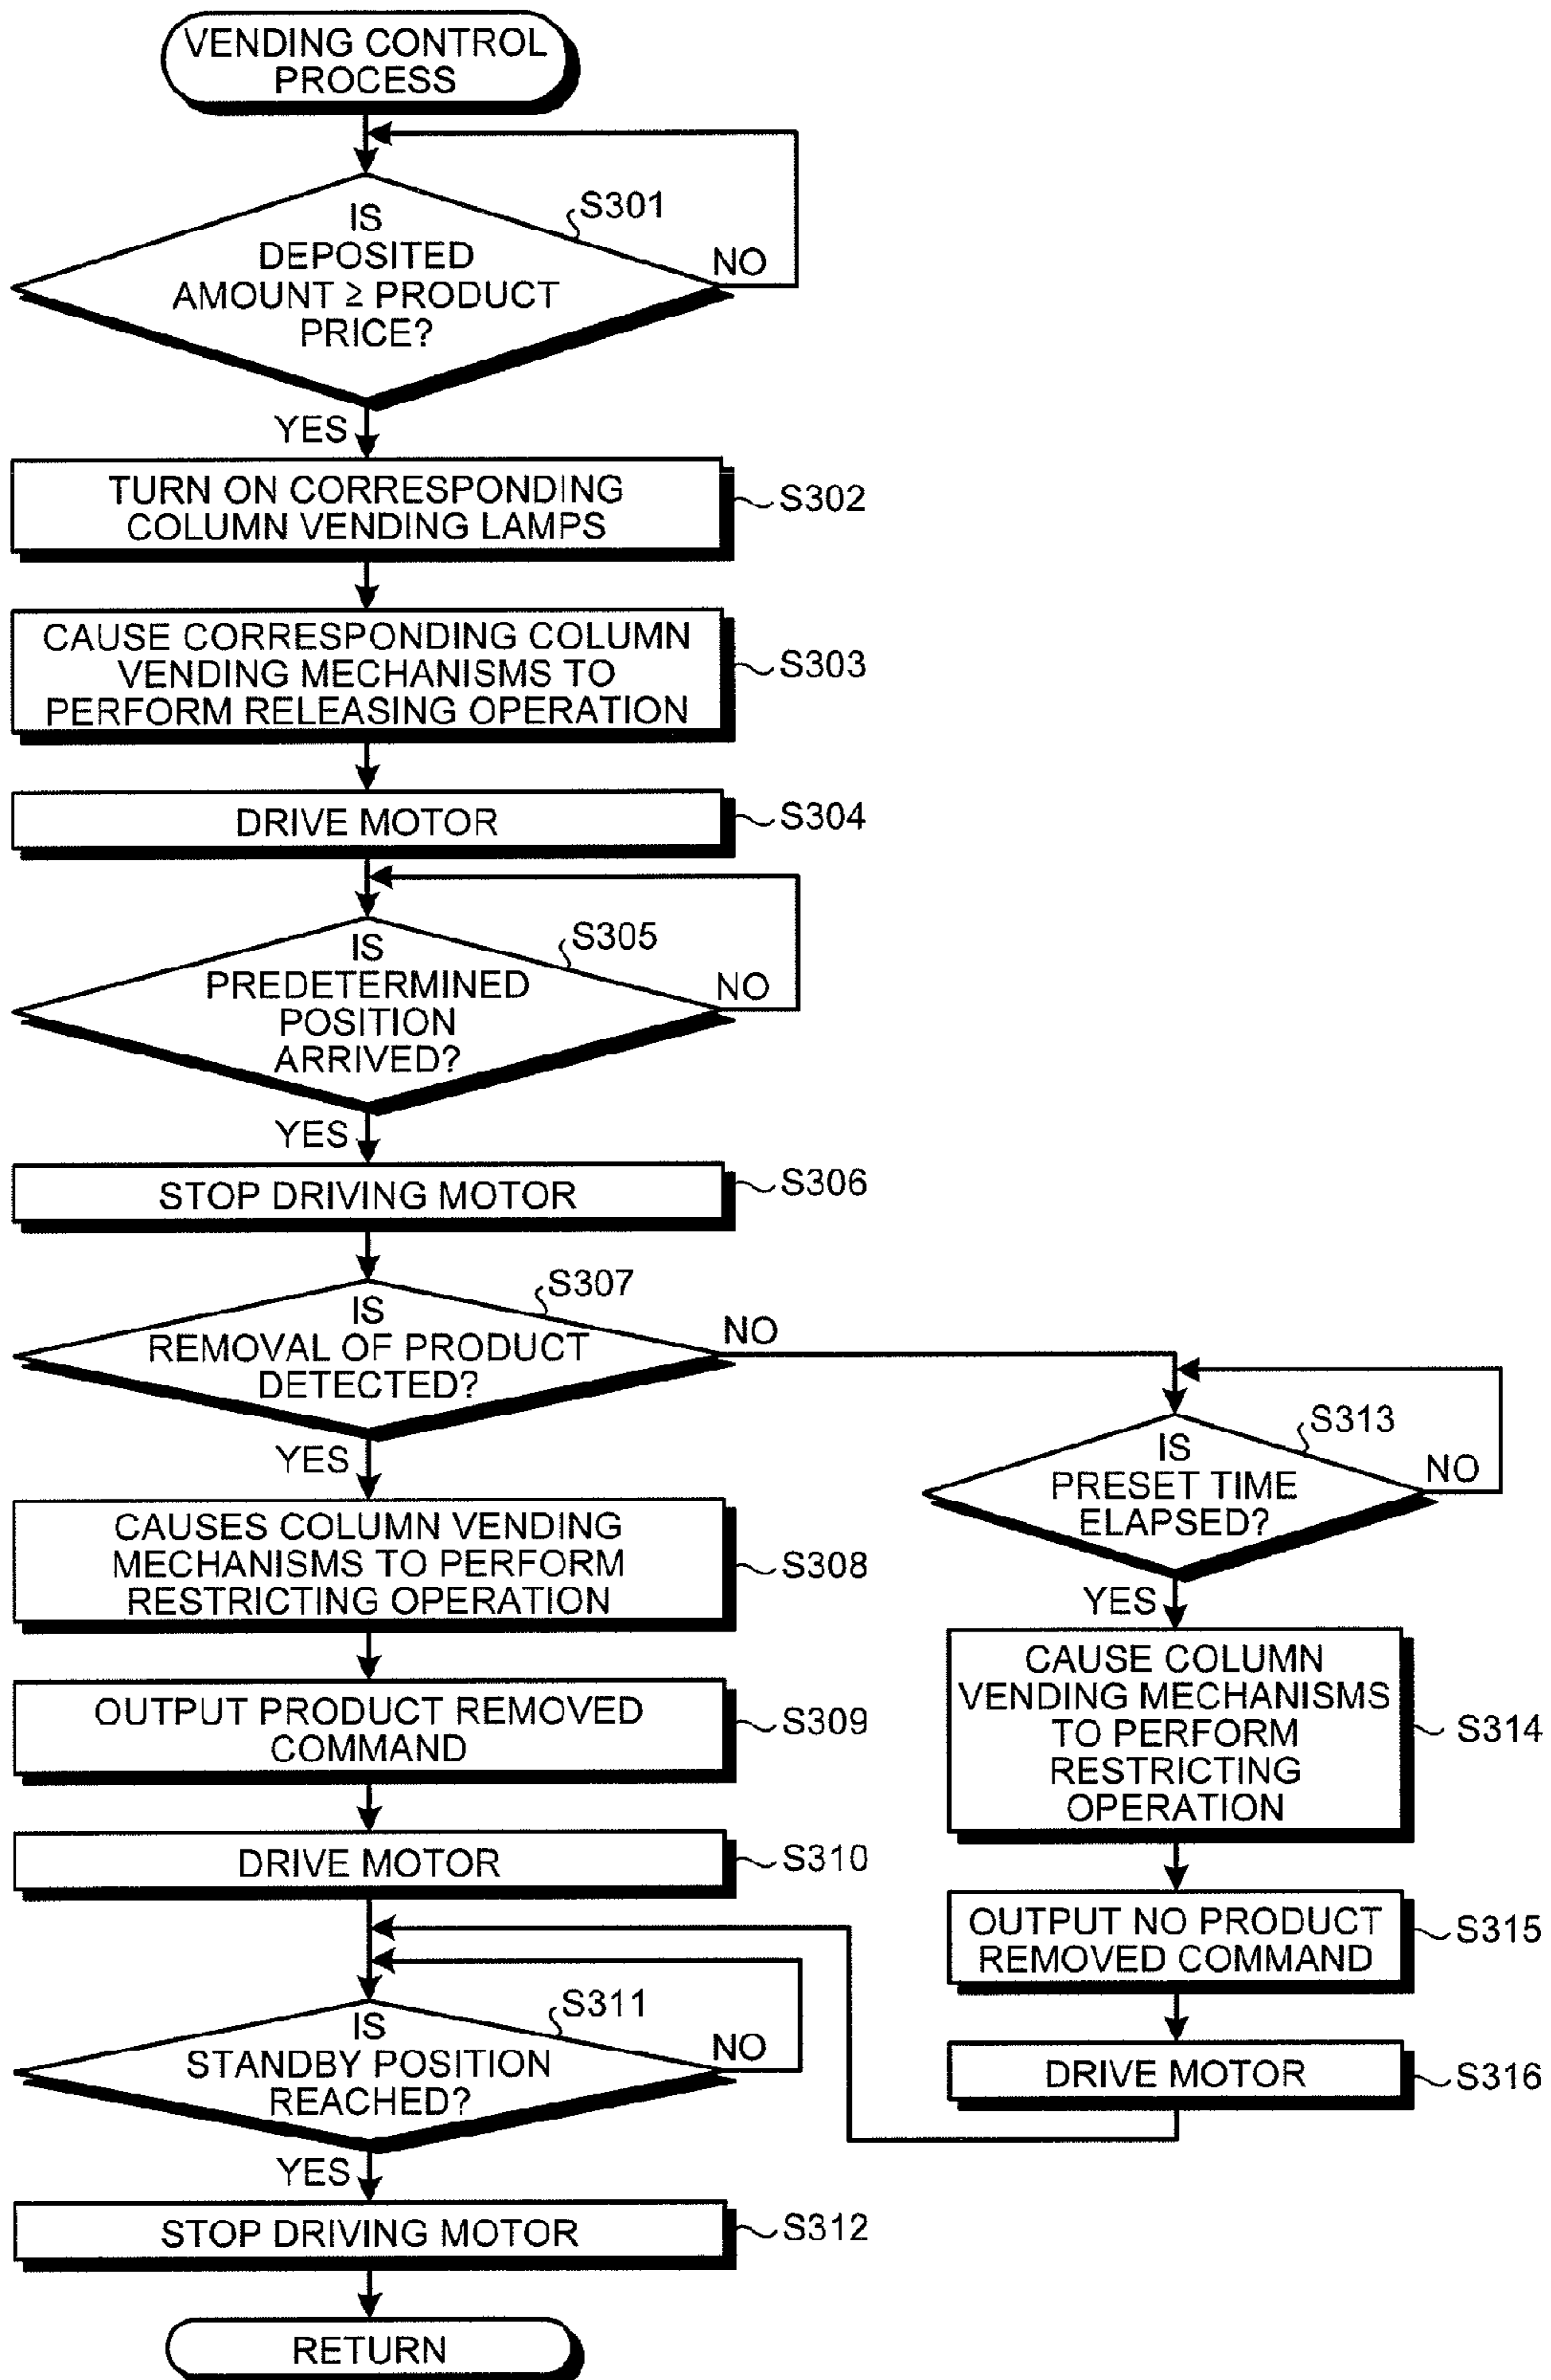 VENDING CONTROL
PROCESS
S301
IS
DEPOSITED
AMOUNT ≥ PRODUCT
PRICE?
NO
YES
TURN ON CORRESPONDING
COLUMN VENDING LAMPS
S302
CAUSE CORRESPONDING COLUMN
VENDING MECHANISMS TO
PERFORM RELEASING OPERATION
S303
DRIVE MOTOR
S304
S305
IS
PREDETERMINED
POSITION
ARRIVED?
NO
YES
STOP DRIVING MOTOR
S306
S307
IS
REMOVAL OF PRODUCT
DETECTED?
NO
YES
CAUSES COLUMN VENDING
MECHANISMS TO PERFORM
RESTRICTING OPERATION
S308
OUTPUT PRODUCT REMOVED
COMMAND
S309
DRIVE MOTOR
S310
S311
IS
STANDBY POSITION
REACHED?
NO
YES
STOP DRIVING MOTOR
S312
RETURN
S313
IS
PRESET TIME
ELAPSED?
NO
YES
CAUSE COLUMN
VENDING MECHANISMS
TO PERFORM
RESTRICTING
OPERATION
S314
OUTPUT NO PRODUCT
REMOVED COMMAND
S315
DRIVE MOTOR
S316